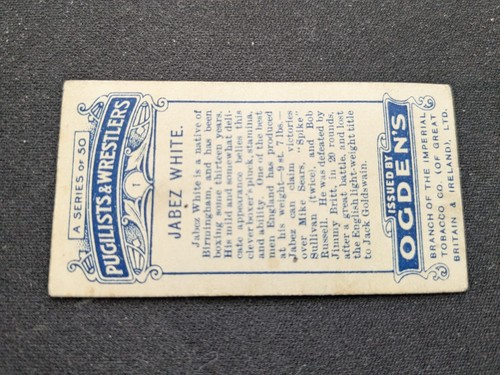 A SERIES OF 50
PUGILISTS & WRESTLERS
1
JABEZ WHITE.
Jabez White is a native of
Birmingham, and has been
boxing some thirteen years.
His mild and somewhat deli-
cate appearance belies this
clever boxer's pluck, stamina,
and ability. One of the best
men England has produced
at his weight—9 st. 7 lbs.—
Jabez can claim victories
over Mike Sears, "Spike"
Sullivan (twice), and Bob
Russell. He was defeated by
Jimmy Britt in 20 rounds,
after a great battle, and lost
the English light-weight title
to Jack Goldswain.
ISSUED BY
OGDEN'S
BRANCH OF THE IMPERIAL
TOBACCO CO. (OF GREAT
BRITAIN & IRELAND), LTD.